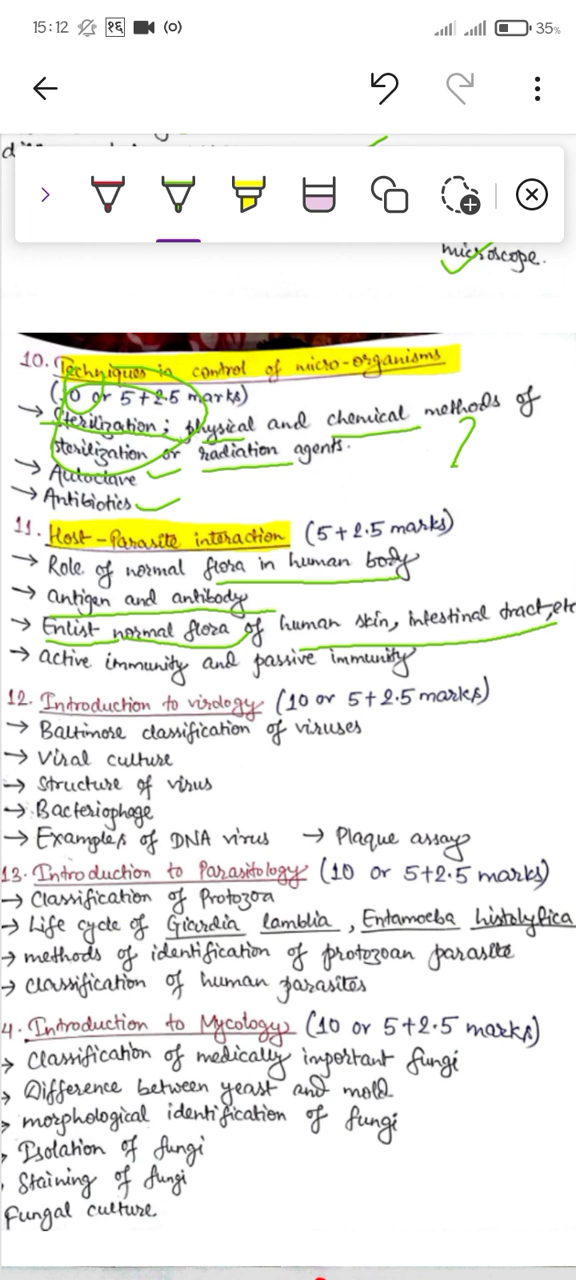 15:12 १६ 35%
microscope.
10. Techniques in control of micro-organisms
(10 or 5+2.5 marks)
→ Sterilization; physical and chemical methods of
sterilization or radiation agents. ?
→ Autoclave
→ Antibiotics
11. Host-Parasite interaction (5+2.5 marks)
→ Role of normal flora in human body
→ antigen and antibody
→ Enlist normal flora of human skin, intestinal tract, etc
→ active immunity and passive immunity
12. Introduction to virology (10 or 5+2.5 marks)
→ Baltimore classification of viruses
→ Viral culture
→ Structure of virus
→ Bacteriophage
→ Examples of DNA virus → Plaque assay
13. Introduction to Parasitology (10 or 5+2.5 marks)
→ Classification of Protozoa
→ Life cycle of Giardia lamblia, Entamoeba histolytica
→ methods of identification of protozoan parasite
→ classification of human parasites
4. Introduction to Mycology (10 or 5+2.5 marks)
→ Classification of medically important fungi
→ Difference between yeast and mold
→ morphological identification of fungi
Isolation of fungi
Staining of fungi
Fungal culture